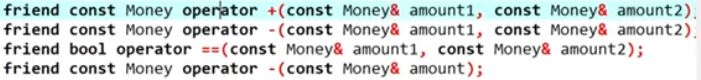 friend const Money operator +(const Money& amount1, const Money& amount2);
friend const Money operator -(const Money& amount1, const Money& amount2);
friend bool operator ==(const Money& amount1, const Money& amount2);
friend const Money operator -(const Money& amount);